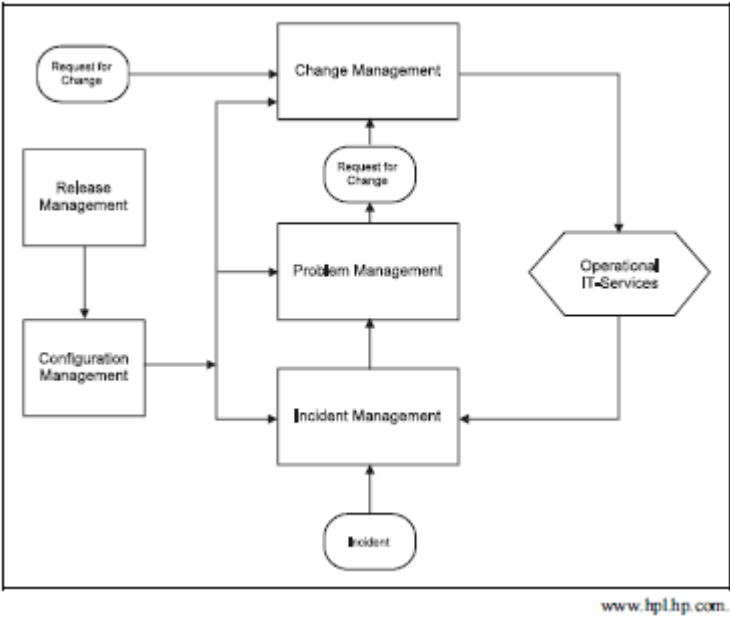 Request for
Change
Change Management
Request for
Change
Release
Management
Problem Management
Operational
IT-Services
Configuration
Management
Incident Management
Incident
www.hpl.hp.com.